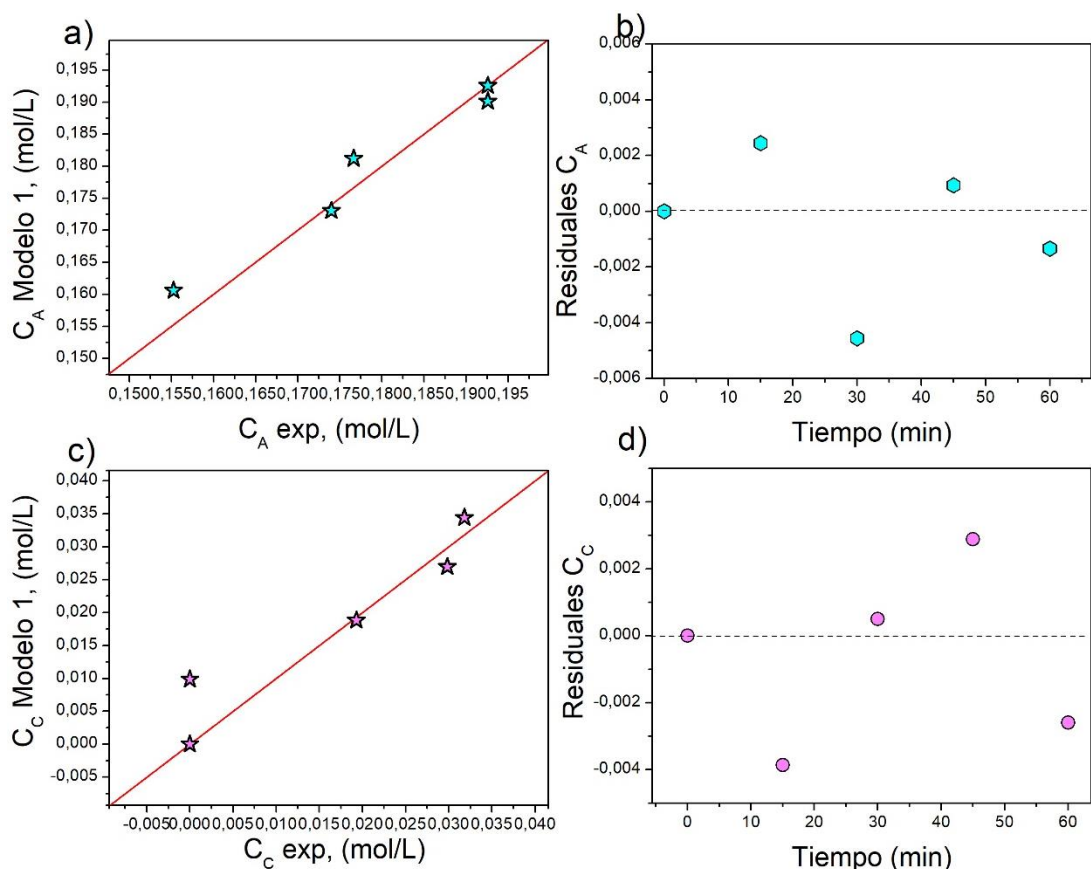 a)
C_A Modelo 1, (mol/L)
0,195
0,190
0,185
0,180
0,175
0,170
0,165
0,160
0,155
0,150
0,1500,1550,1600,1650,1700,1750,1800,1850,1900,195
C_A exp, (mol/L)
b)
Residuales C_A
0,006
0,004
0,002
0,000
-0,002
-0,004
-0,006
0 10 20 30 40 50 60
Tiempo (min)
c)
C_C Modelo 1, (mol/L)
0,040
0,035
0,030
0,025
0,020
0,015
0,010
0,005
0,000
-0,005
-0,0050,0000,0050,0100,0150,0200,0250,0300,0350,040
C_C exp, (mol/L)
d)
Residuales C_C
0,004
0,002
0,000
-0,002
-0,004
0 10 20 30 40 50 60
Tiempo (min)